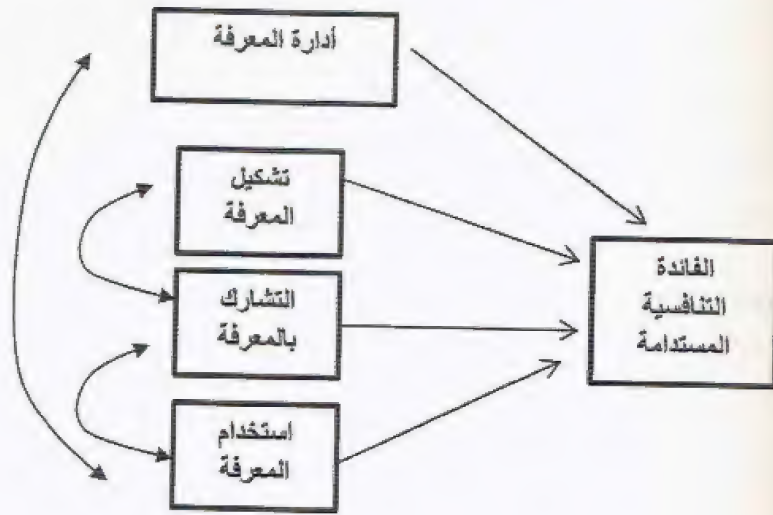 أدارة المعرفة
تشكيل
المعرفة
التشارك
بالمعرفة
استخدام
المعرفة
الفائدة
التنافسية
المستدامة